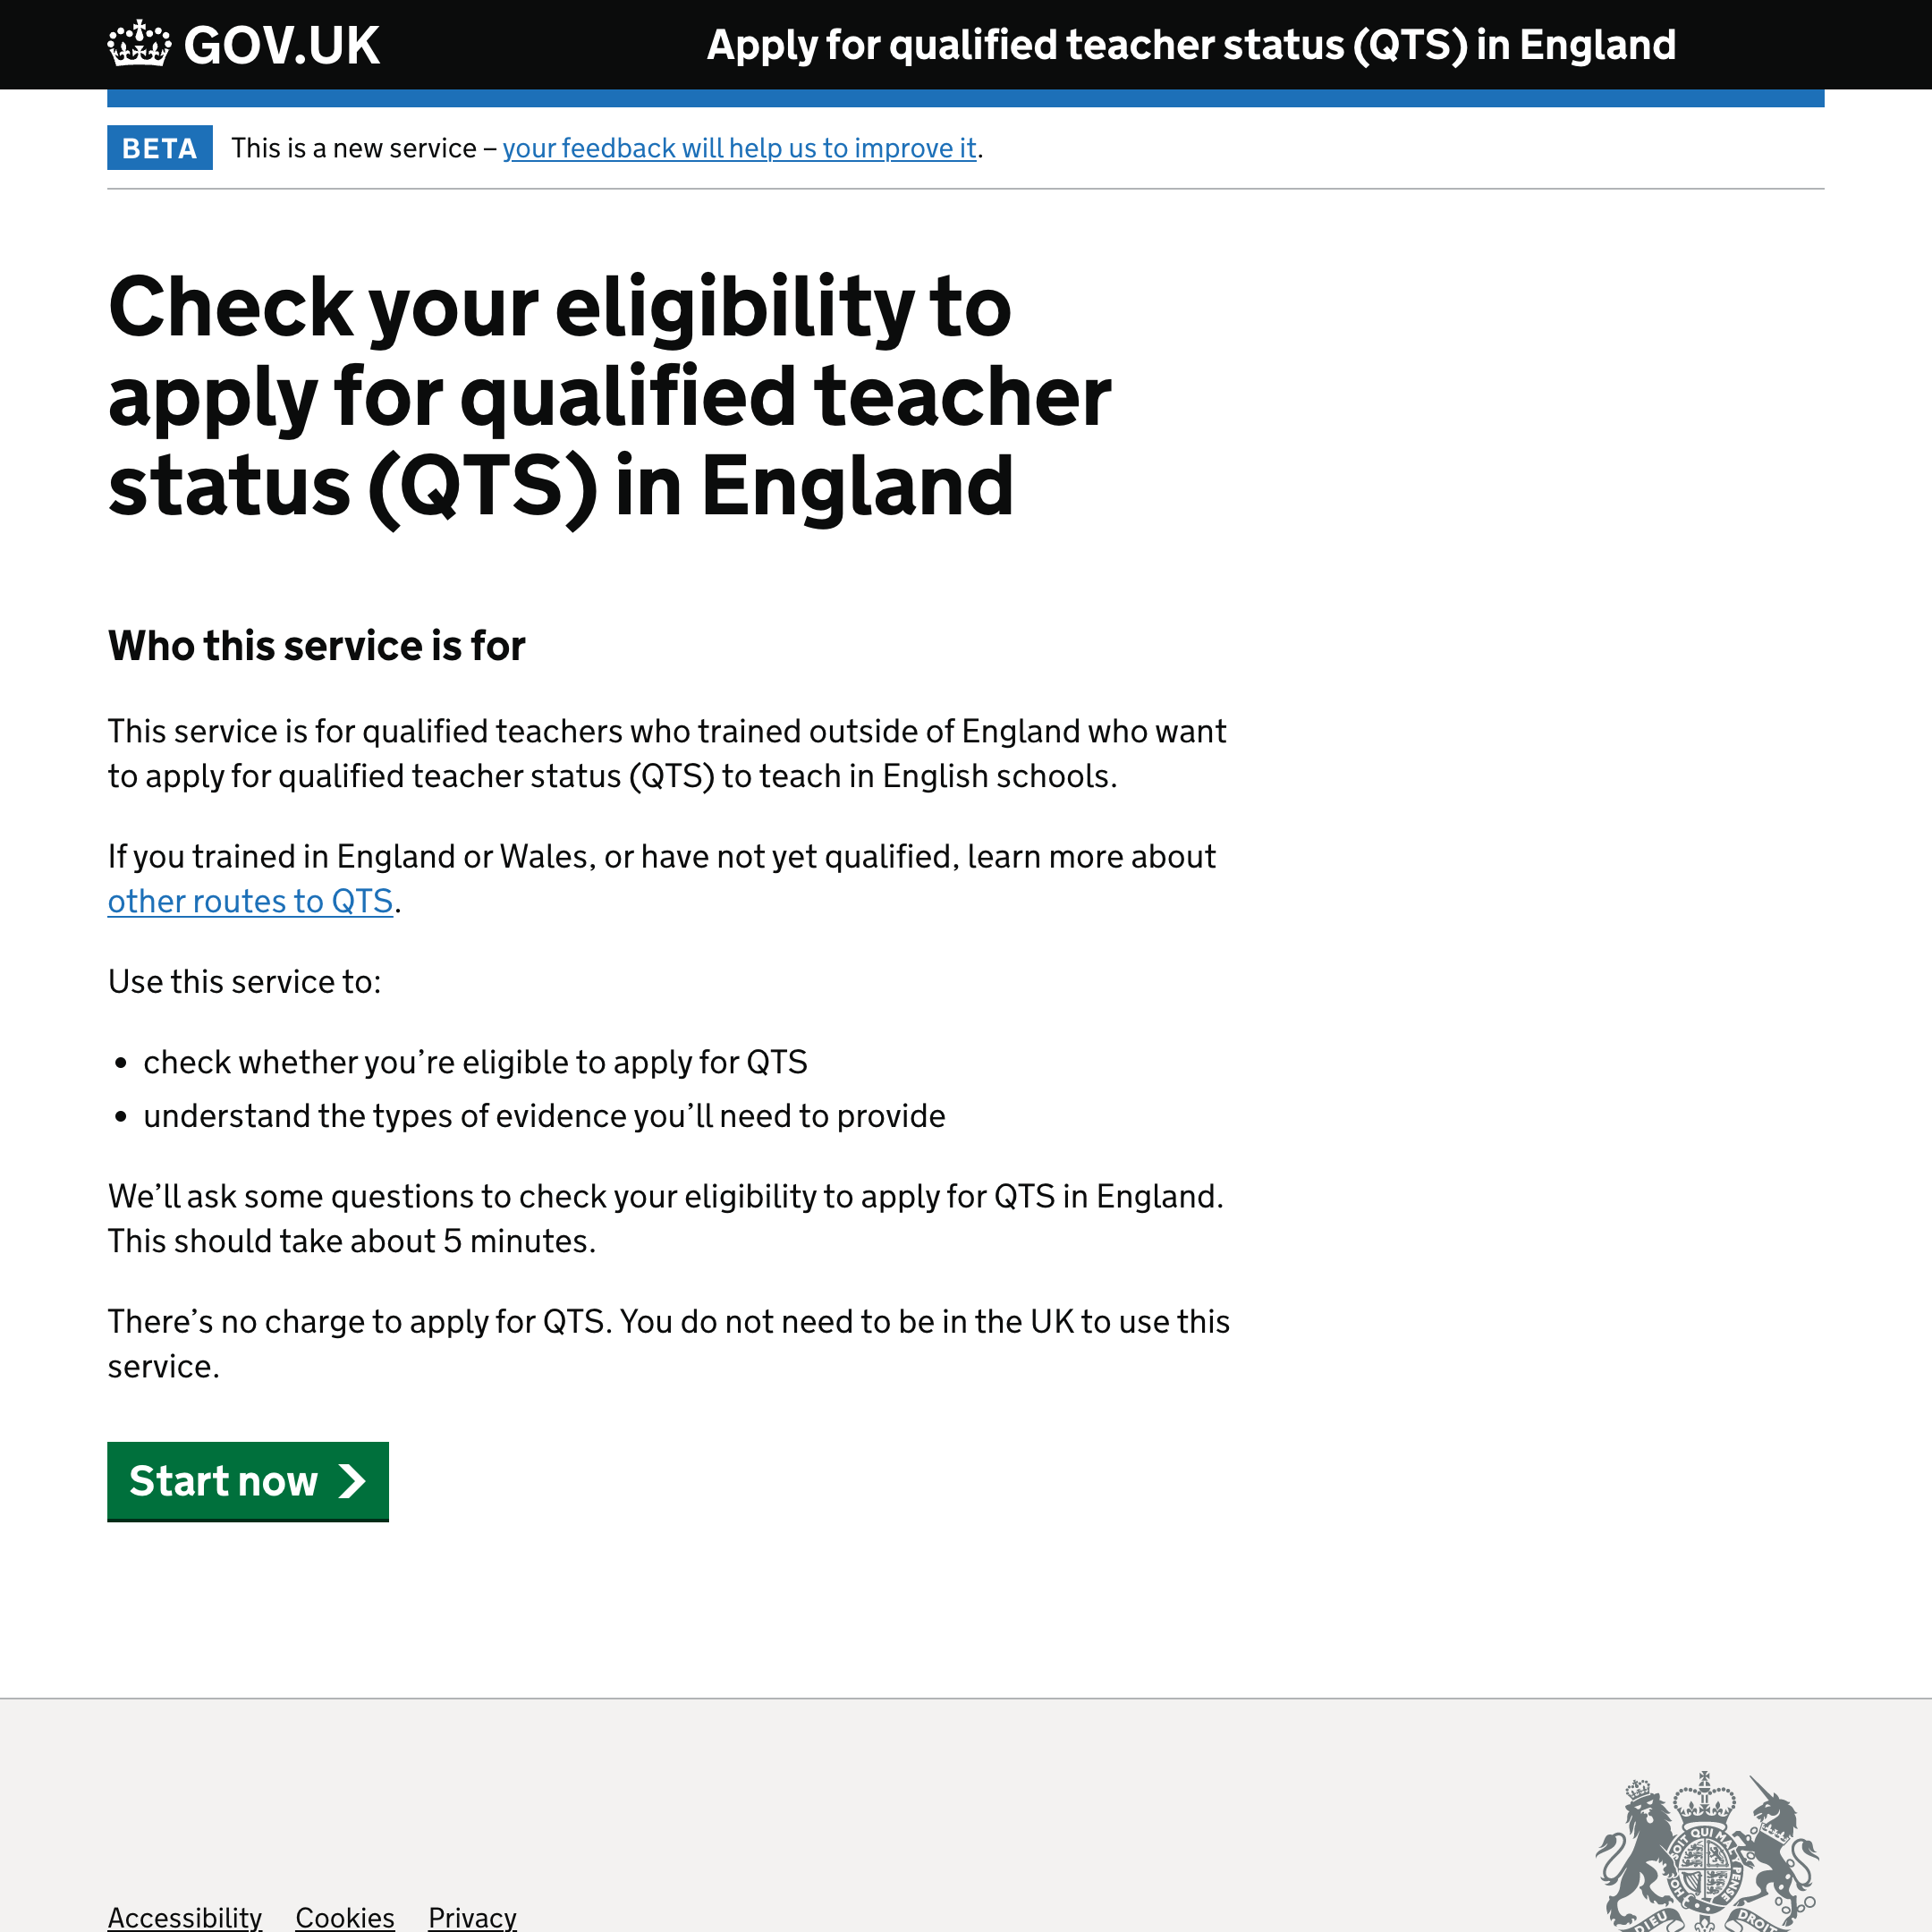 GOV.UK
Apply for qualified teacher status (QTS) in England
BETA
This is a new service – your feedback will help us to improve it.
Check your eligibility to
apply for qualified teacher
status (QTS) in England
Who this service is for
This service is for qualified teachers who trained outside of England who want
to apply for qualified teacher status (QTS) to teach in English schools.
If you trained in England or Wales, or have not yet qualified, learn more about
other routes to QTS.
Use this service to:
• check whether you’re eligible to apply for QTS
• understand the types of evidence you’ll need to provide
We’ll ask some questions to check your eligibility to apply for QTS in England.
This should take about 5 minutes.
There’s no charge to apply for QTS. You do not need to be in the UK to use this
service.
Start now
SOIT QUI MAL Y PENSE
HON
DIEU
DROIT
Accessibility Cookies Privacy